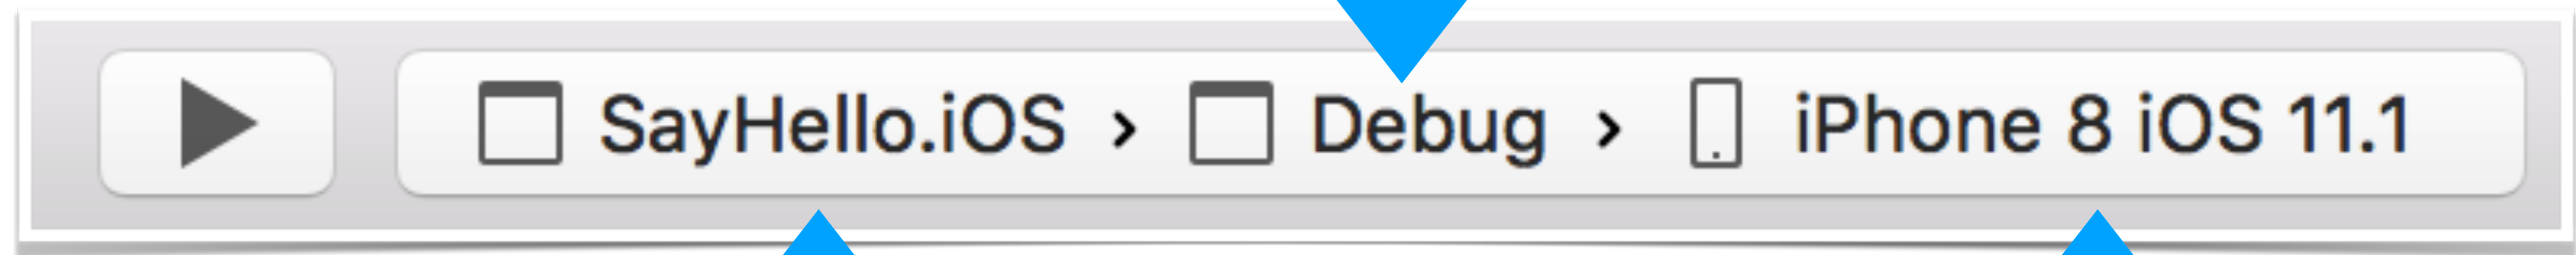 SayHello.iOS › Debug › iPhone 8 iOS 11.1